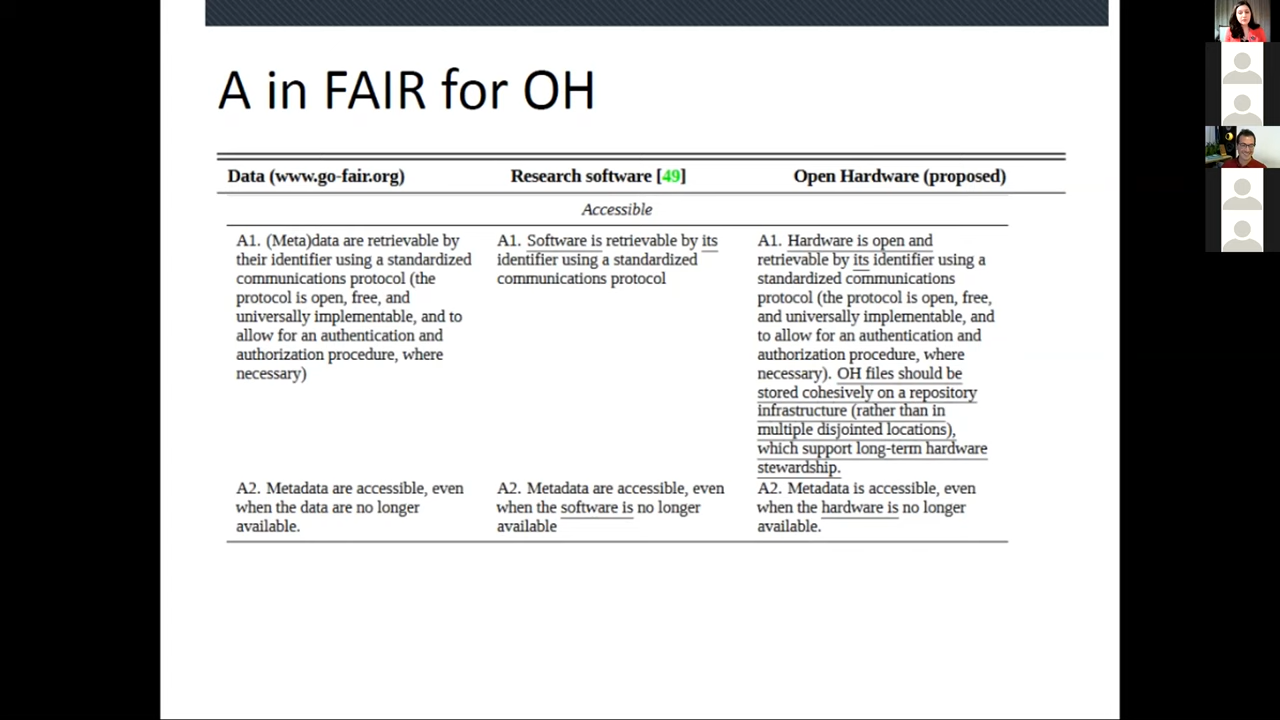 A in FAIR for OH
Data (www.go-fair.org)
Research software [49]
Open Hardware (proposed)
Accessible
A1. (Meta)data are retrievable by
their identifier using a standardized
communications protocol (the
protocol is open, free, and
universally implementable, and to
allow for an authentication and
authorization procedure, where
necessary)
A1. Software is retrievable by its
identifier using a standardized
communications protocol
A1. Hardware is open and
retrievable by its identifier using a
standardized communications
protocol (the protocol is open, free,
and universally implementable, and
to allow for an authentication and
authorization procedure, where
necessary). OH files should be
stored cohesively on a repository
infrastructure (rather than in
multiple disjointed locations),
which support long-term hardware
stewardship.
A2. Metadata are accessible, even
when the data are no longer
available.
A2. Metadata are accessible, even
when the software is no longer
available
A2. Metadata is accessible, even
when the hardware is no longer
available.